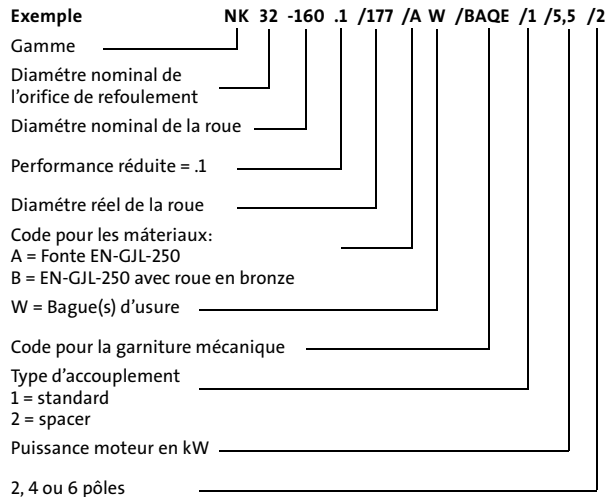 Exemple NK 32 -160 .1 /177 /A W /BAQE /1 /5,5 /2
Gamme
Diamétre nominal de
l'orifice de refoulement
Diamétre nominal de la roue
Performance réduite = .1
Diamétre réel de la roue
Code pour les máteriaux:
A = Fonte EN-GJL-250
B = EN-GJL-250 avec roue en bronze
W = Bague(s) d'usure
Code pour la garniture mécanique
Type d'accouplement
1 = standard
2 = spacer
Puissance moteur en kW
2, 4 ou 6 pôles